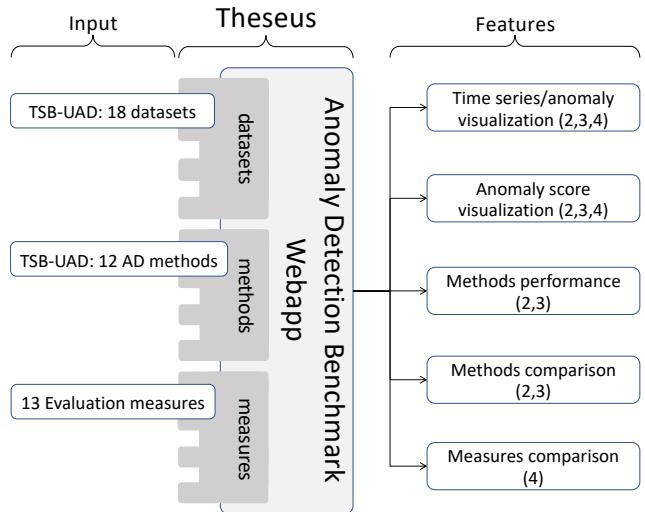 Input
Theseus
Features
TSB-UAD: 18 datasets
datasets
TSB-UAD: 12 AD methods
methods
13 Evaluation measures
measures
Anomaly Detection Benchmark
Webapp
Time series/anomaly
visualization (2,3,4)
Anomaly score
visualization (2,3,4)
Methods performance
(2,3)
Methods comparison
(2,3)
Measures comparison
(4)